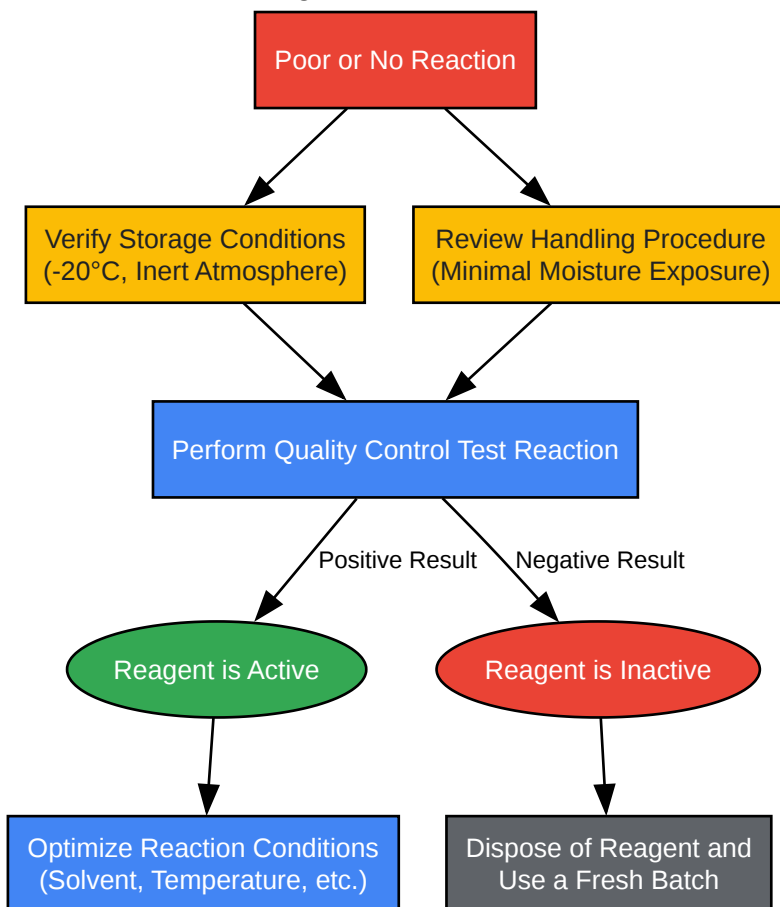 Poor or No Reaction
Verify Storage Conditions
(-20°C, Inert Atmosphere)
Review Handling Procedure
(Minimal Moisture Exposure)
Perform Quality Control Test Reaction
Positive Result
Negative Result
Reagent is Active
Reagent is Inactive
Optimize Reaction Conditions
(Solvent, Temperature, etc.)
Dispose of Reagent and
Use a Fresh Batch